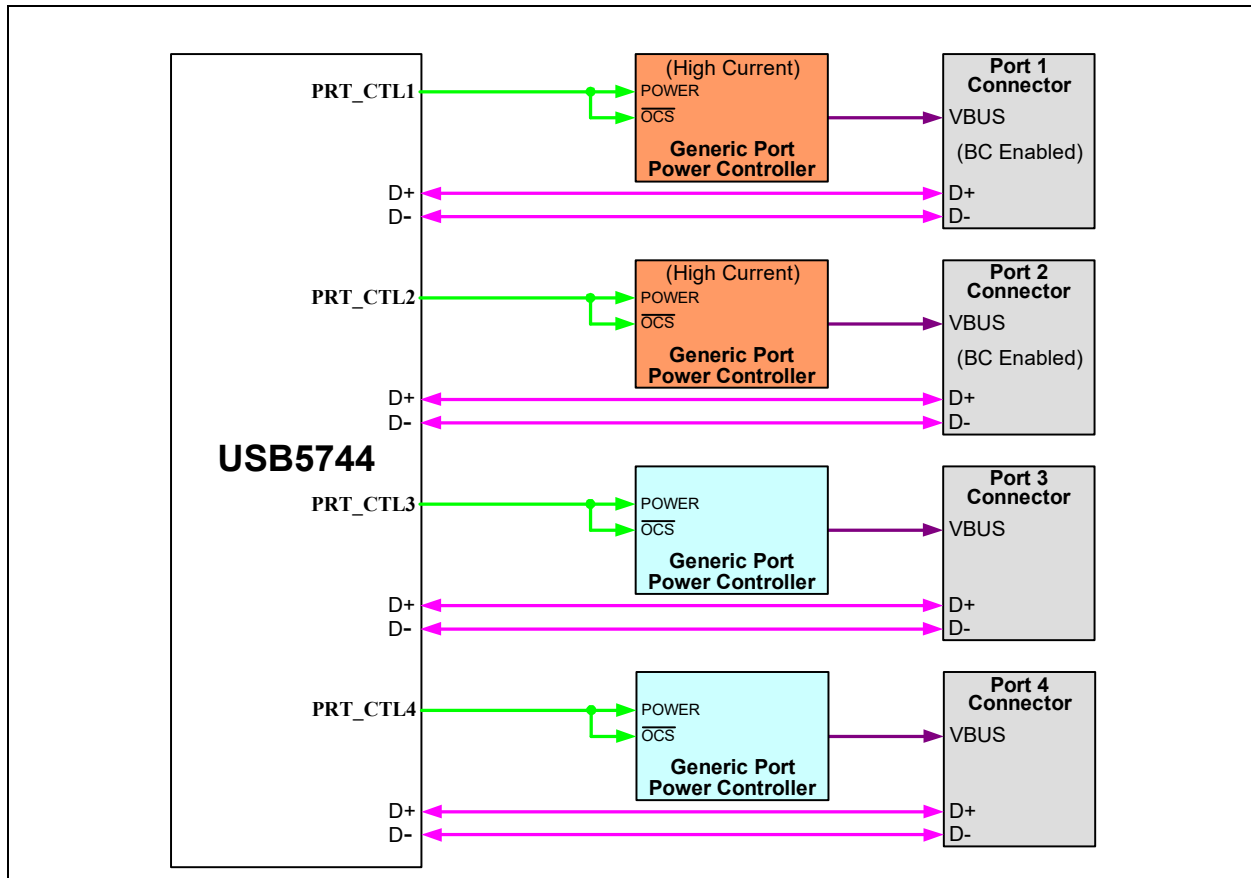 (High Current)
Port 1
Connector
PRT_CTL1
POWER
OCS
VBUS
Generic Port
Power Controller
(BC Enabled)
D+
D+
D-
D-
(High Current)
Port 2
Connector
PRT_CTL2
POWER
OCS
VBUS
Generic Port
Power Controller
(BC Enabled)
D+
D+
D-
D-
USB5744
Port 3
Connector
PRT_CTL3
POWER
OCS
VBUS
Generic Port
Power Controller
D+
D+
D-
D-
Port 4
Connector
PRT_CTL4
POWER
OCS
VBUS
Generic Port
Power Controller
D+
D+
D-
D-